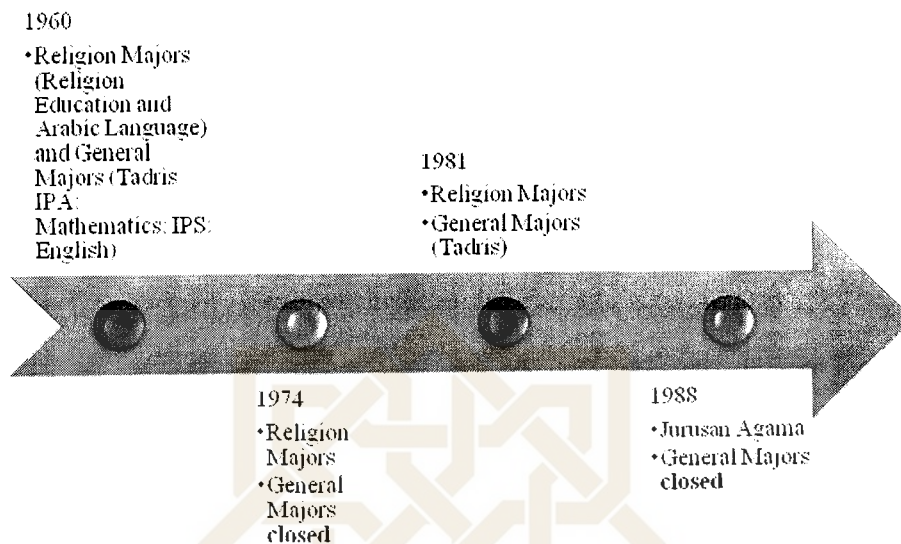 1960
•Religion Majors
(Religion
Education and
Arabic Language)
and General
Majors (Tadris
IPA;
Mathematics; IPS;
English)
1981
•Religion Majors
•General Majors
(Tadris)
1974
•Religion
Majors
•General
Majors
closed
1988
•Jurusan Agama
•General Majors
closed